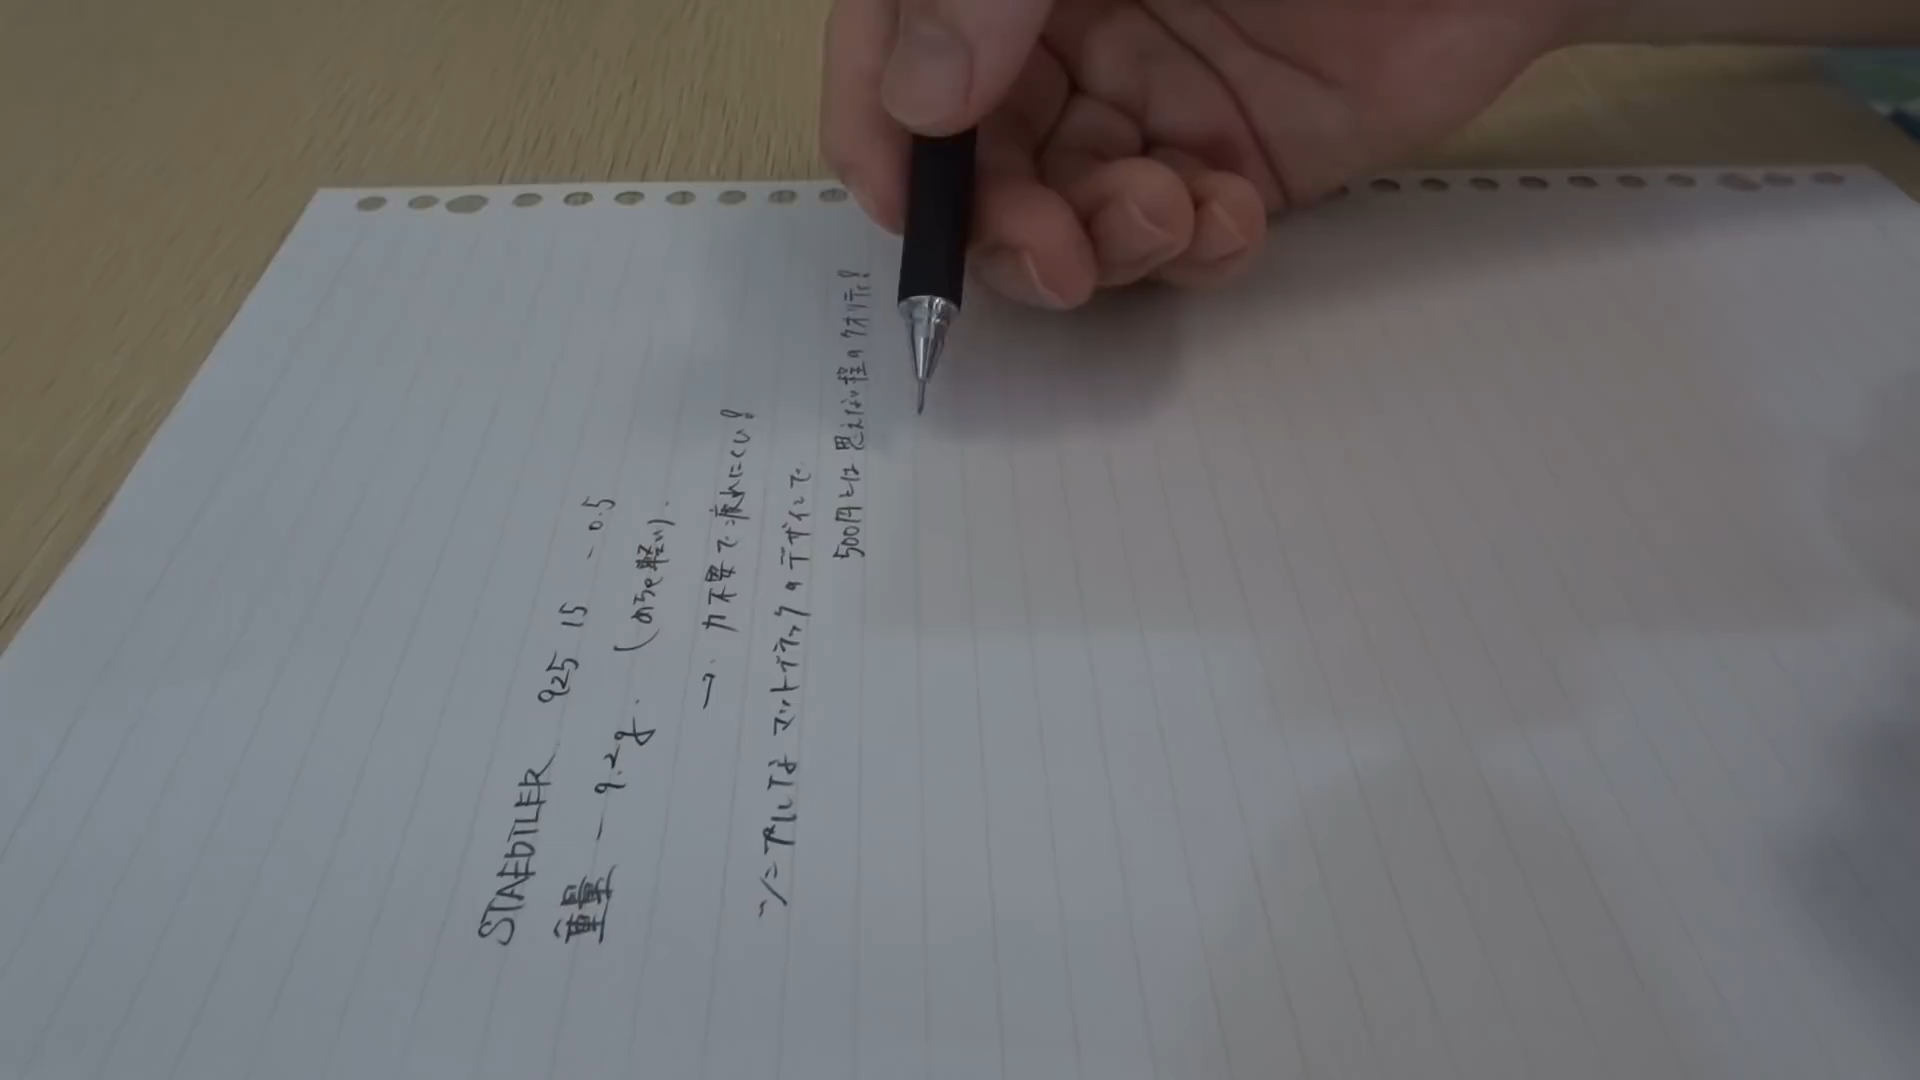 STAEDTLER 925 15 - 0.5
重量 - 9.2g. (めちゃ軽い).
→. 力不要で疲れにくい!
シンプルなマットブラックのデザインで
500円とは思えない程のクオリティ!